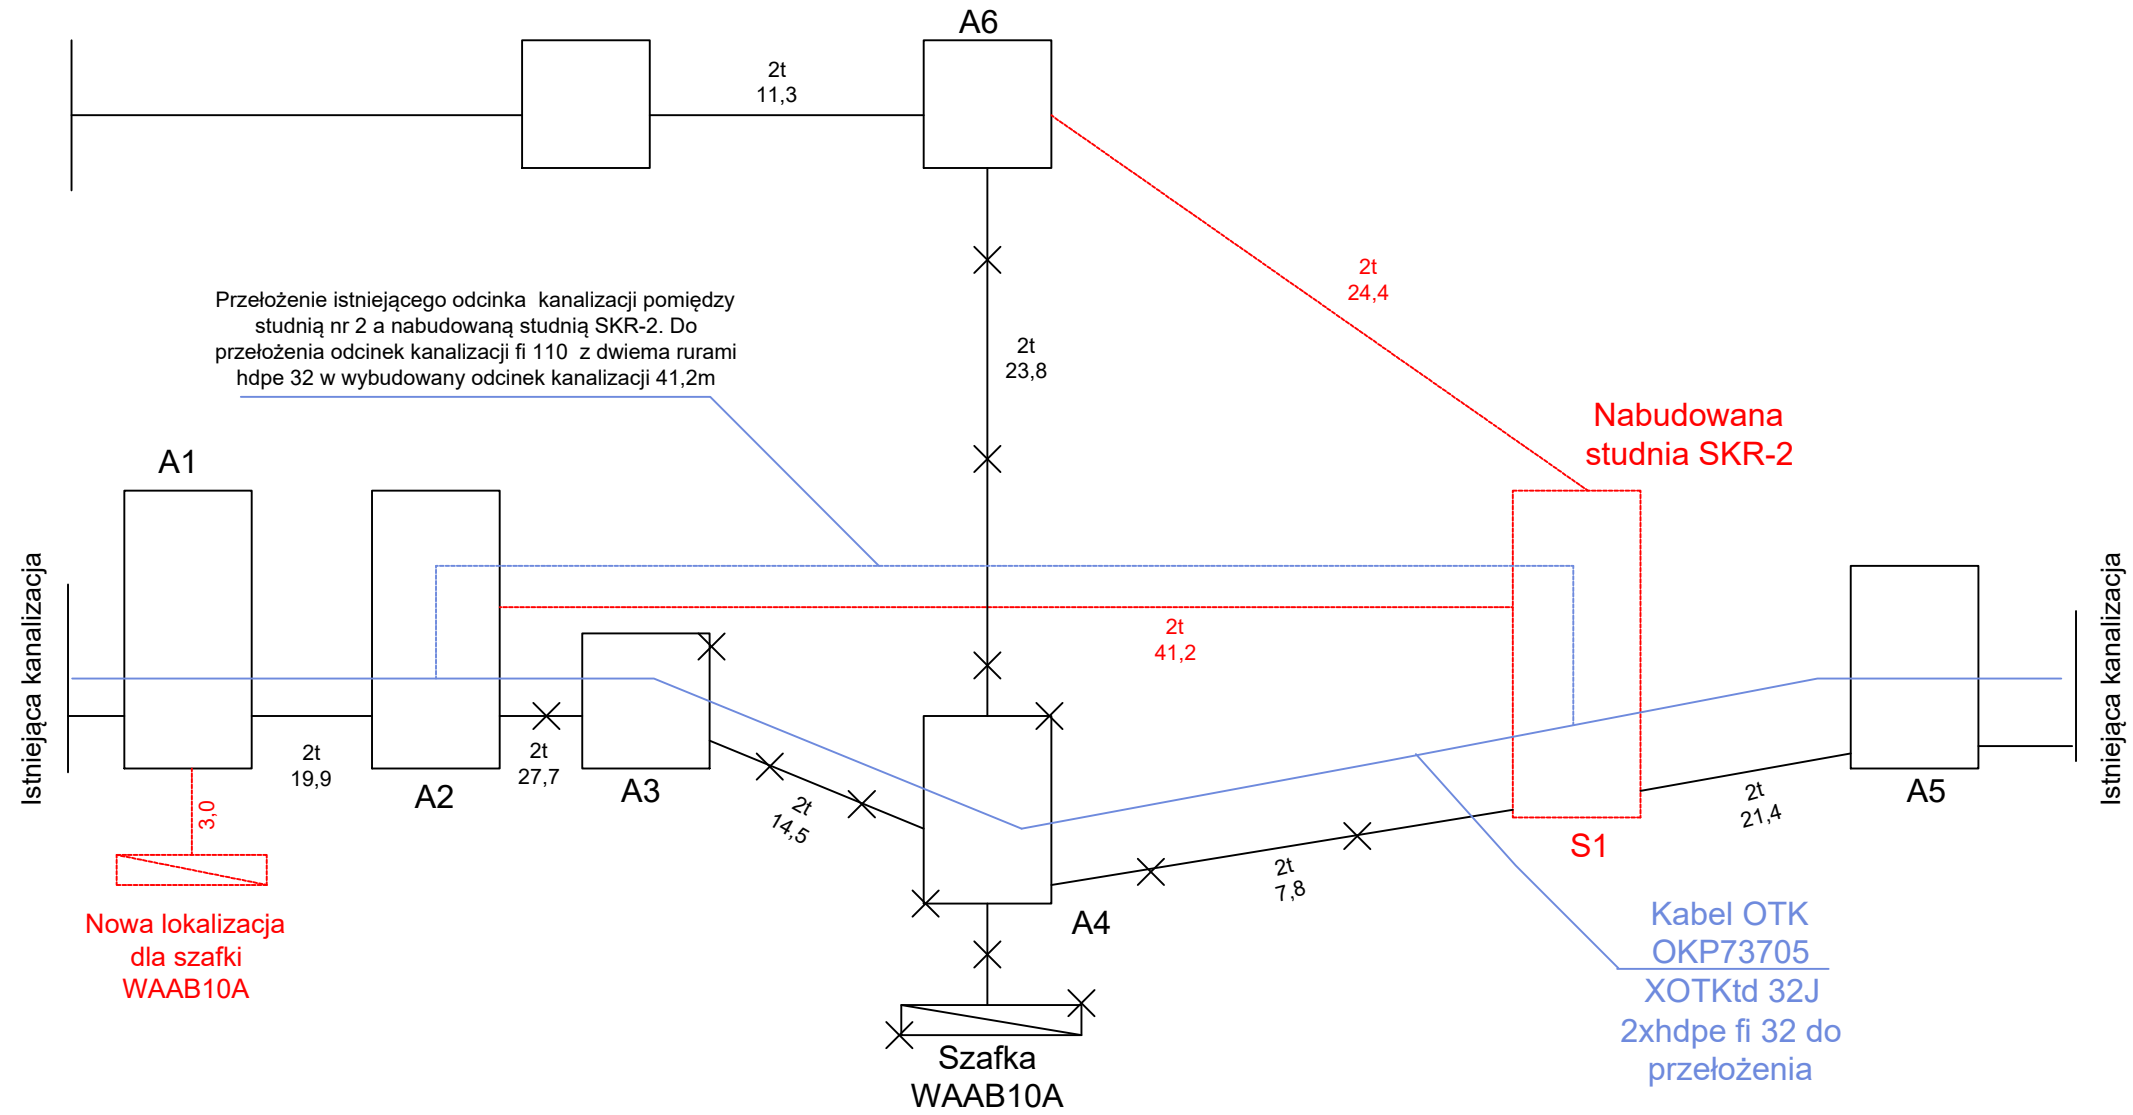 A6
2t
11,3
2t
24,4
Przełożenie istniejącego odcinka  kanalizacji pomiędzy
studnią nr 2 a nabudowaną studnią SKR-2. Do
przełożenia odcinek kanalizacji fi 110  z dwiema rurami
hdpe 32 w wybudowany odcinek kanalizacji 41,2m
2t
23,8
Nabudowana
studnia SKR-2
A1
Istniejąca kanalizacja
Istniejąca kanalizacja
2t
41,2
2t
19,9
A2
2t
27,7
A3
2t
14,5
3,0
2t
7,8
S1
2t
21,4
A5
Nowa lokalizacja
dla szafki
WAAB10A
A4
Kabel OTK
OKP73705
XOTKtd 32J
2xhdpe fi 32 do
przełożenia
Szafka
WAAB10A